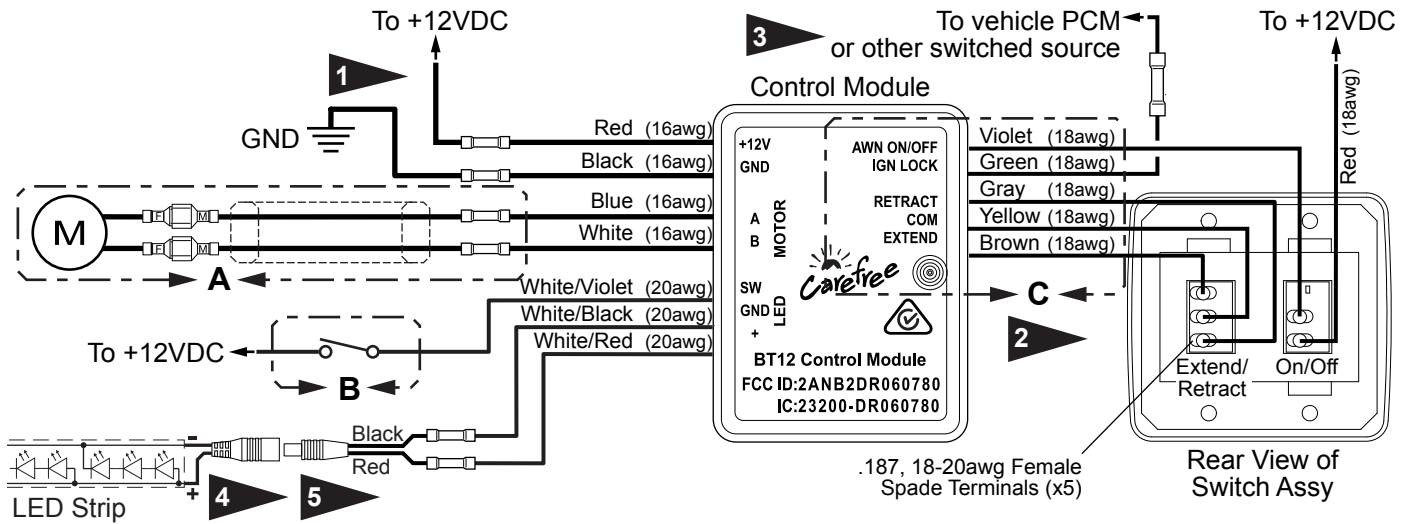 To +12VDC
1
GND
Red (16awg)
Black (16awg)
Blue (16awg)
White (16awg)
M
F M
F M
A
White/Violet (20awg)
White/Black (20awg)
White/Red (20awg)
To +12VDC
B
Black
Red
-
+
LED Strip
4
5
3
To vehicle PCM
or other switched source
Control Module
+12V
GND
A
B
MOTOR
SW
GND
+
LED
AWN ON/OFF
IGN LOCK
RETRACT
COM
EXTEND
Carefree
BT12 Control Module
FCC ID:2ANB2DR060780
IC:23200-DR060780
Violet (18awg)
Green (18awg)
Gray (18awg)
Yellow (18awg)
Brown (18awg)
C
2
To +12VDC
Red (18awg)
Extend/
Retract
On/Off
.187, 18-20awg Female
Spade Terminals (x5)
Rear View of
Switch Assy